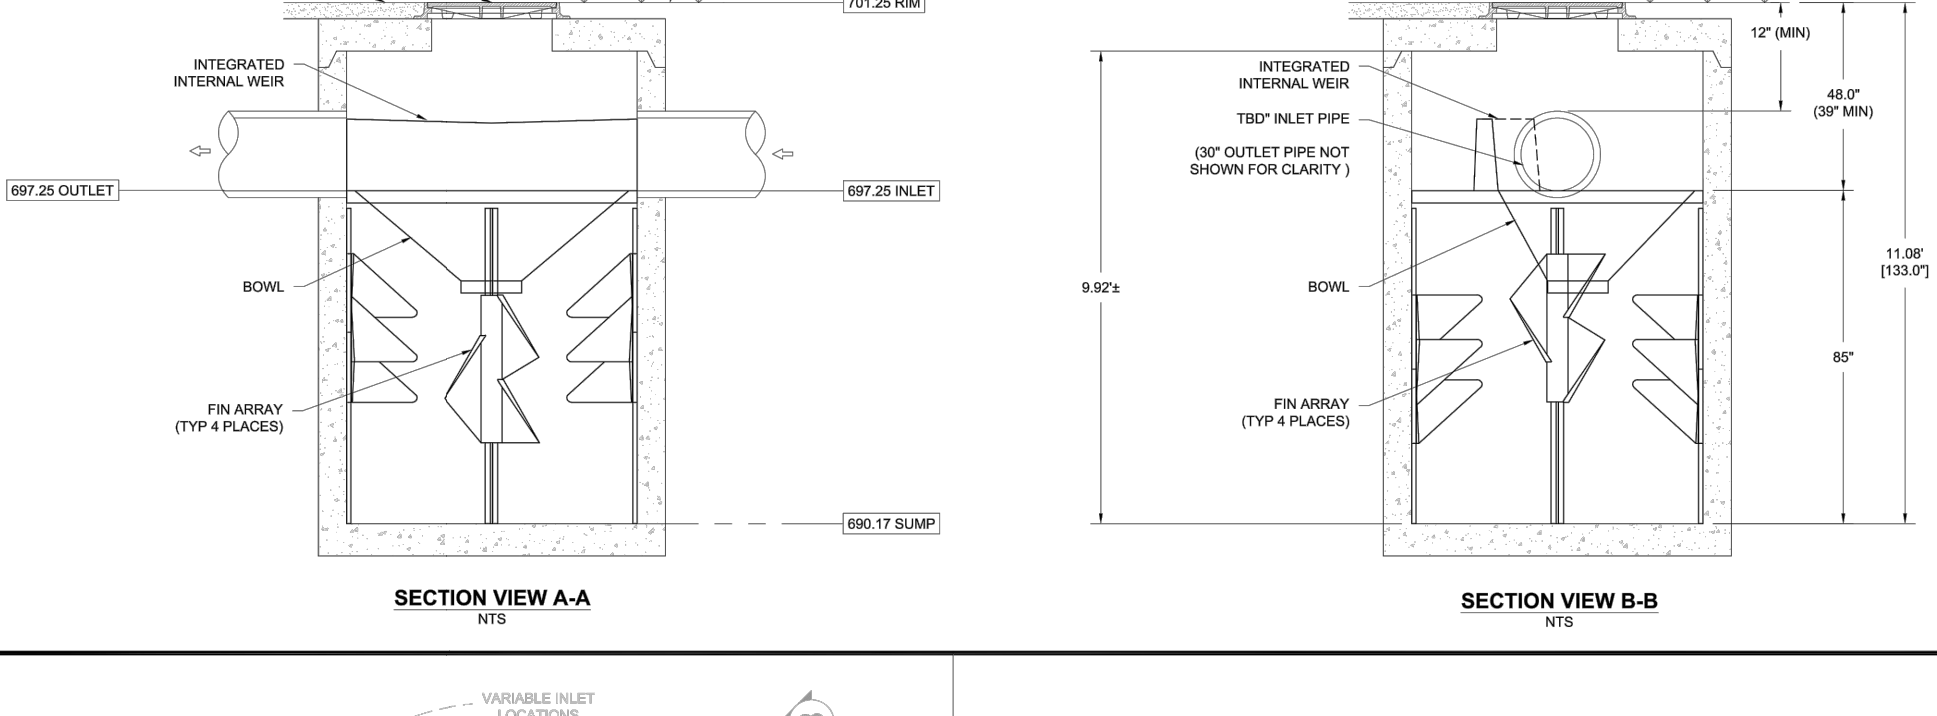 701.25 RIM
INTEGRATED
INTERNAL WEIR
697.25 OUTLET
697.25 INLET
BOWL
FIN ARRAY
(TYP 4 PLACES)
690.17 SUMP
SECTION VIEW A-A
NTS
12" (MIN)
INTEGRATED
INTERNAL WEIR
48.0"
(39" MIN)
TBD" INLET PIPE
(30" OUTLET PIPE NOT
SHOWN FOR CLARITY )
11.08'
[133.0"]
9.92'±
BOWL
85"
FIN ARRAY
(TYP 4 PLACES)
SECTION VIEW B-B
NTS
VARIABLE INLET
LOCATIONS